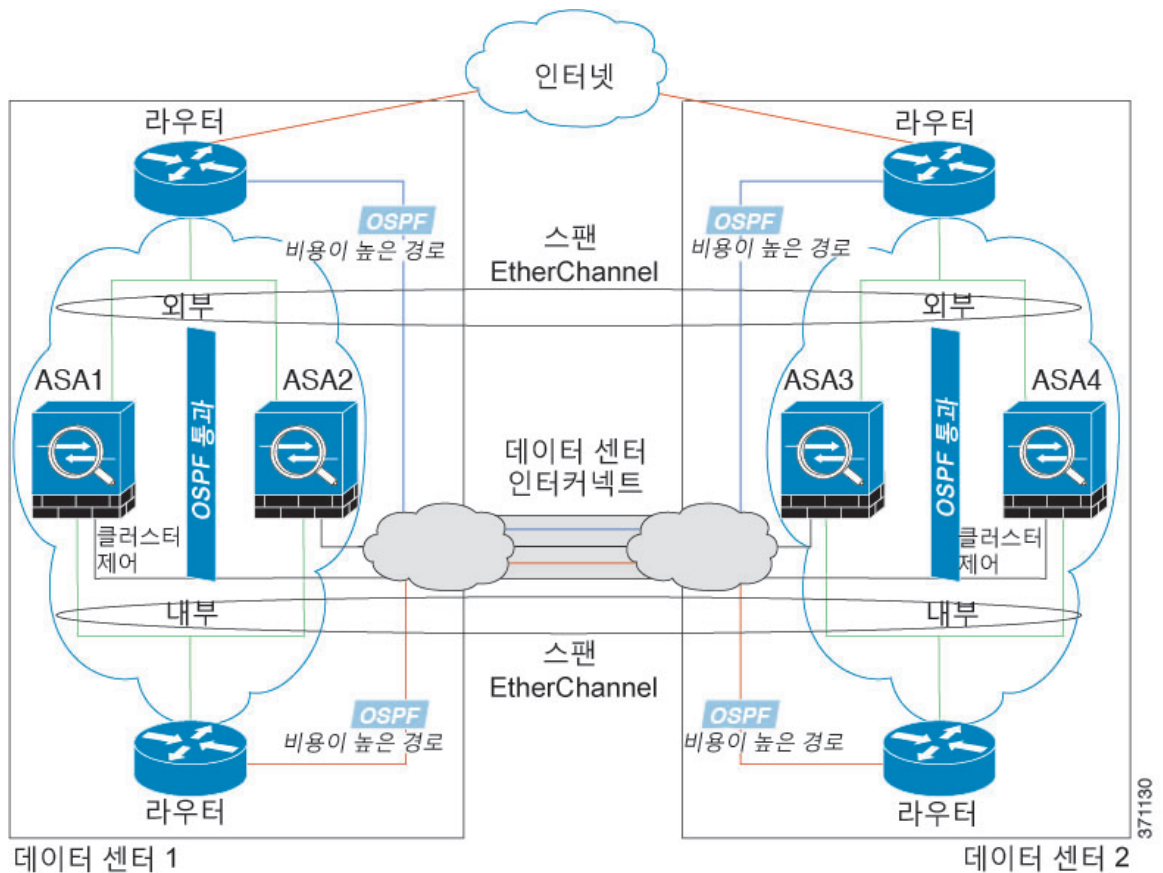 인터넷
라우터
라우터
OSPF
비용이 높은 경로
스팬
EtherChannel
OSPF
비용이 높은 경로
외부
외부
ASA1
ASA2
ASA3
ASA4
OSPF 통과
OSPF 통과
데이터 센터
인터커넥트
클러스터
제어
클러스터
제어
내부
내부
스팬
EtherChannel
OSPF
비용이 높은 경로
OSPF
비용이 높은 경로
라우터
라우터
371130
데이터 센터 1
데이터 센터 2